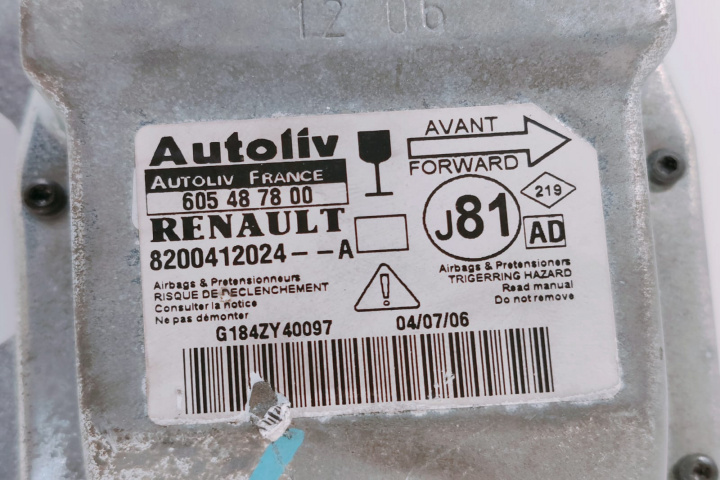 12 06
Autoliv
AUTOLIV FRANCE
605 48 78 00
RENAULT
8200412024--A
AVANT
FORWARD
J81
219
AD
Airbags & Pretensionneurs
RISQUE DE DECLENCHEMENT
Consulter la notice
Ne pas démonter
Airbags & Pretensioners
TRIGERRING HAZARD
Read manual
Do not remove
G184ZY40097
04/07/06